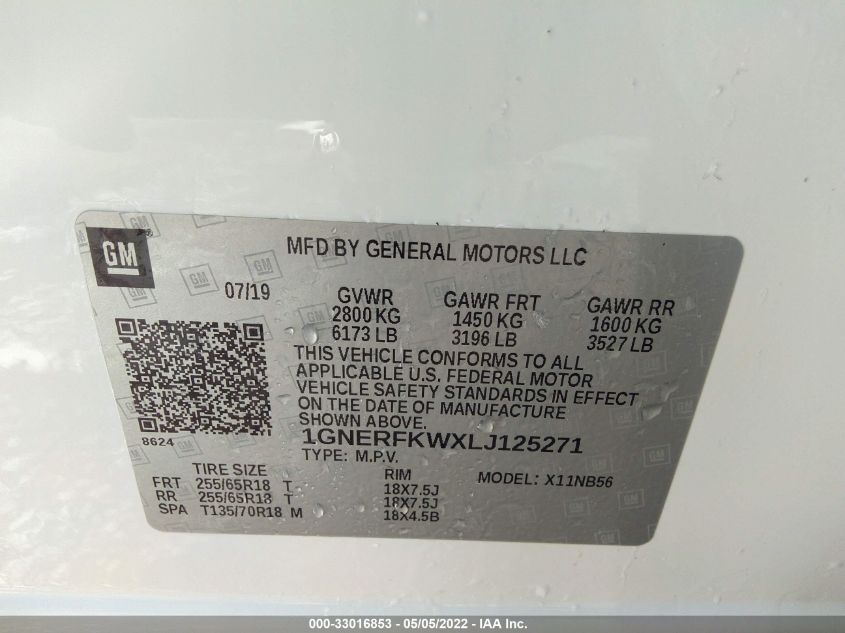 GM
MFD BY GENERAL MOTORS LLC
07/19
GVWR GAWR FRT GAWR RR
2800 KG 1450 KG 1600 KG
6173 LB 3196 LB 3527 LB
THIS VEHICLE CONFORMS TO ALL
APPLICABLE U.S. FEDERAL MOTOR
VEHICLE SAFETY STANDARDS IN EFFECT
ON THE DATE OF MANUFACTURE
SHOWN ABOVE.
8624
1GNERFKWXLJ125271
TYPE: M.P.V.
TIRE SIZE RIM MODEL: X11NB56
FRT 255/65R18 T 18X7.5J
RR 255/65R18 T 18X7.5J
SPA T135/70R18 M 18X4.5B
000-33016853 - 05/05/2022 - IAA Inc.